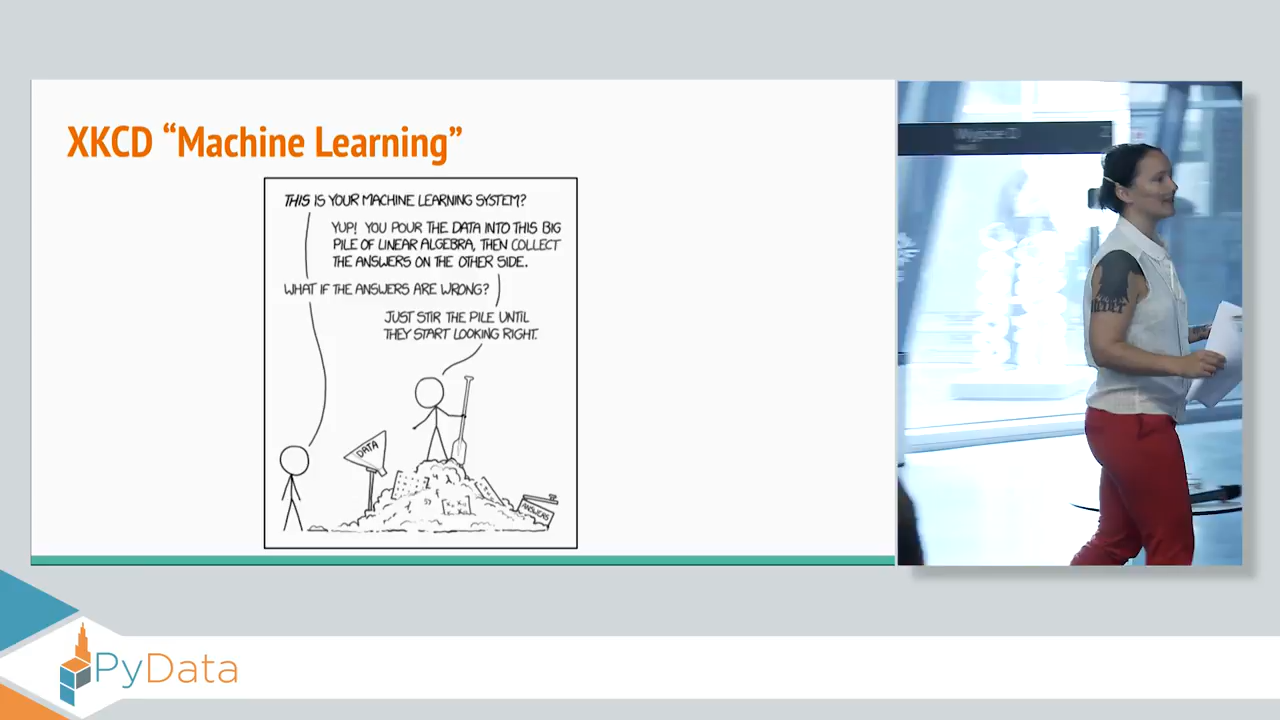 XKCD “Machine Learning”
THIS IS YOUR MACHINE LEARNING SYSTEM?
YUP! YOU POUR THE DATA INTO THIS BIG
PILE OF LINEAR ALGEBRA, THEN COLLECT
THE ANSWERS ON THE OTHER SIDE.
WHAT IF THE ANSWERS ARE WRONG?
JUST STIR THE PILE UNTIL
THEY START LOOKING RIGHT.
DATA
ANSWERS
PyData